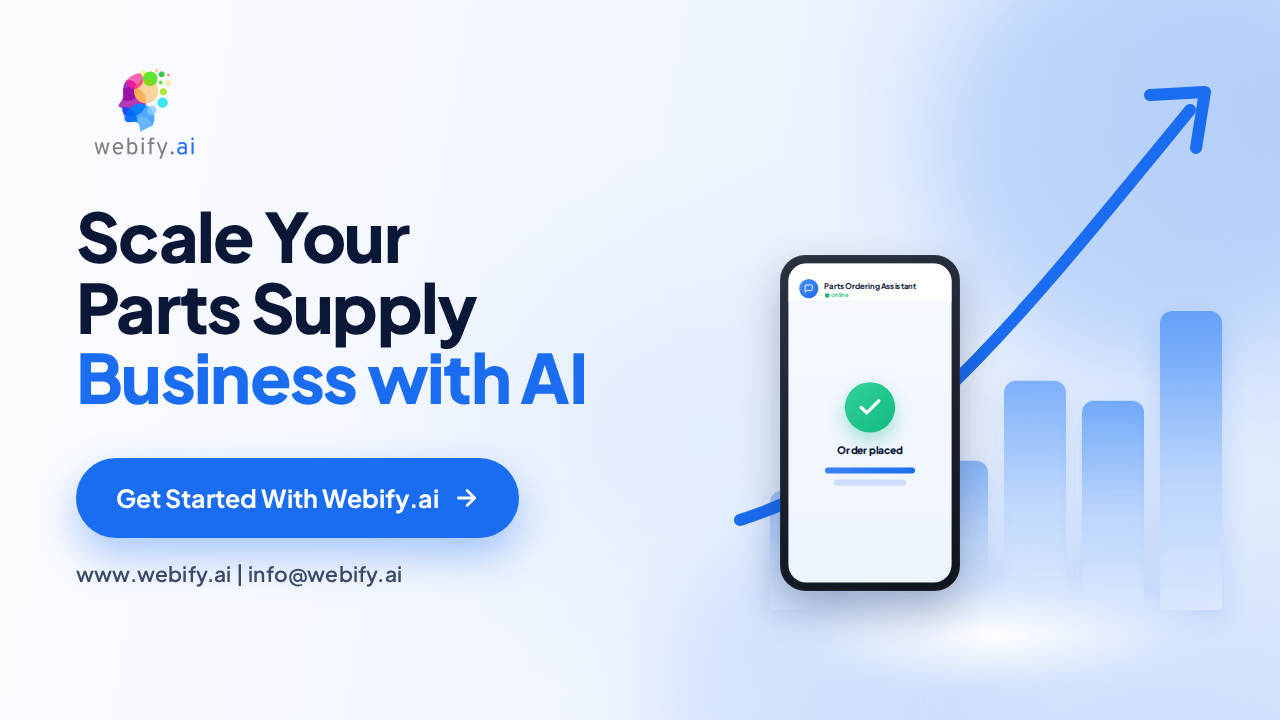 webify.ai
Scale Your
Parts Supply
Business with AI
Get Started With Webify.ai
www.webify.ai | info@webify.ai
Parts Ordering Assistant
online
Order placed